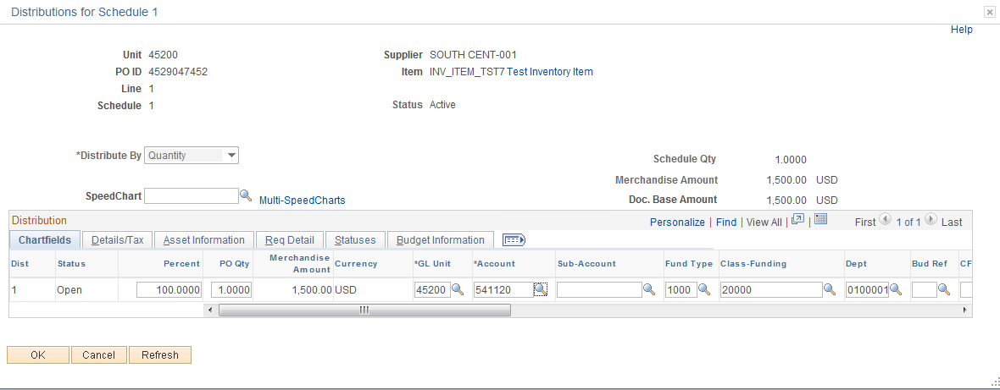 Distributions for Schedule 1
Help
Unit 45200 Supplier SOUTH CENT-001
PO ID 4529047452 Item INV_ITEM_TST7 Test Inventory Item
Line 1
Schedule 1 Status Active
*Distribute By Quantity Schedule Qty 1.0000
Merchandise Amount 1,500.00 USD
SpeedChart Multi-SpeedCharts Doc. Base Amount 1,500.00 USD
Distribution Personalize | Find | View All | | First 1 of 1 Last
Chartfields Details/Tax Asset Information Req Detail Statuses Budget Information
Dist Status Percent PO Qty Merchandise Amount Currency *GL Unit *Account Sub-Account Fund Type Class-Funding Dept Bud Ref CF
1 Open 100.0000 1.0000 1,500.00 USD 45200 541120 1000 20000 0100001
OK Cancel Refresh